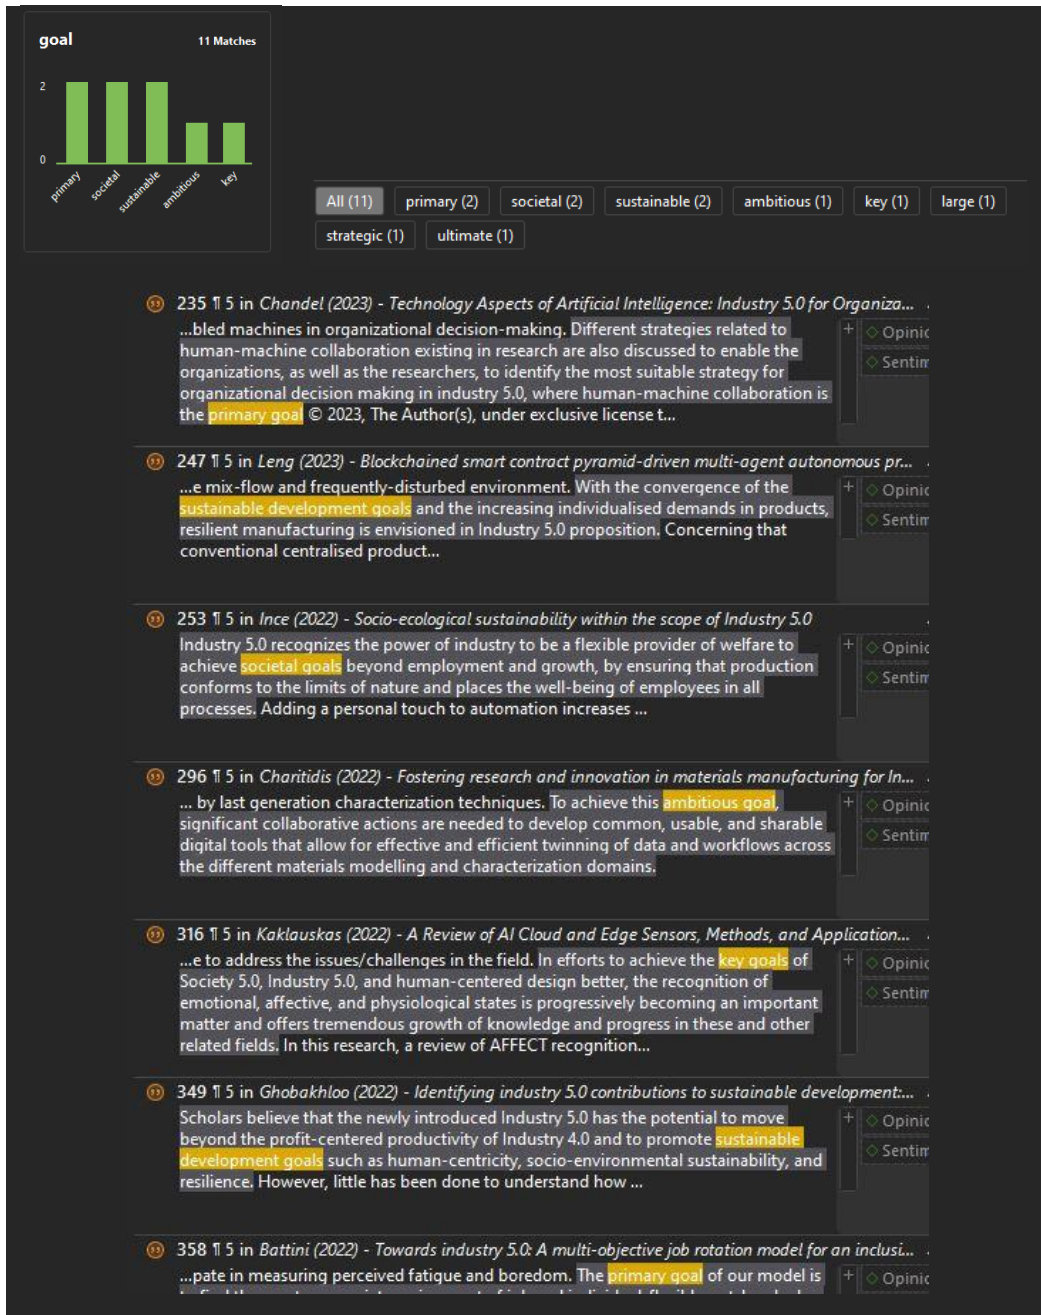 goal 11 Matches
2
0
primary societal sustainable ambitious key
All (11) primary (2) societal (2) sustainable (2) ambitious (1) key (1) large (1)
strategic (1) ultimate (1)
235 ¶ 5 in Chandel (2023) - Technology Aspects of Artificial Intelligence: Industry 5.0 for Organiza...
...bled machines in organizational decision-making. Different strategies related to
human-machine collaboration existing in research are also discussed to enable the
organizations, as well as the researchers, to identify the most suitable strategy for
organizational decision making in industry 5.0, where human-machine collaboration is
the primary goal © 2023, The Author(s), under exclusive license t...
+ Opinic
Sentim
247 ¶ 5 in Leng (2023) - Blockchained smart contract pyramid-driven multi-agent autonomous pr...
...e mix-flow and frequently-disturbed environment. With the convergence of the
sustainable development goals and the increasing individualised demands in products,
resilient manufacturing is envisioned in Industry 5.0 proposition. Concerning that
conventional centralised product...
+ Opinic
Sentim
253 ¶ 5 in Ince (2022) - Socio-ecological sustainability within the scope of Industry 5.0
Industry 5.0 recognizes the power of industry to be a flexible provider of welfare to
achieve societal goals beyond employment and growth, by ensuring that production
conforms to the limits of nature and places the well-being of employees in all
processes. Adding a personal touch to automation increases ...
+ Opinic
Sentim
296 ¶ 5 in Charitidis (2022) - Fostering research and innovation in materials manufacturing for In...
... by last generation characterization techniques. To achieve this ambitious goal,
significant collaborative actions are needed to develop common, usable, and sharable
digital tools that allow for effective and efficient twinning of data and workflows across
the different materials modelling and characterization domains.
+ Opinic
Sentim
316 ¶ 5 in Kaklauskas (2022) - A Review of AI Cloud and Edge Sensors, Methods, and Application...
...e to address the issues/challenges in the field. In efforts to achieve the key goals of
Society 5.0, Industry 5.0, and human-centered design better, the recognition of
emotional, affective, and physiological states is progressively becoming an important
matter and offers tremendous growth of knowledge and progress in these and other
related fields. In this research, a review of AFFECT recognition...
+ Opinic
Sentim
349 ¶ 5 in Ghobakhloo (2022) - Identifying industry 5.0 contributions to sustainable development:...
Scholars believe that the newly introduced Industry 5.0 has the potential to move
beyond the profit-centered productivity of Industry 4.0 and to promote sustainable
development goals such as human-centricity, socio-environmental sustainability, and
resilience. However, little has been done to understand how ...
+ Opinic
Sentim
358 ¶ 5 in Battini (2022) - Towards industry 5.0: A multi-objective job rotation model for an inclusi...
...pate in measuring perceived fatigue and boredom. The primary goal of our model is
+ Opinic